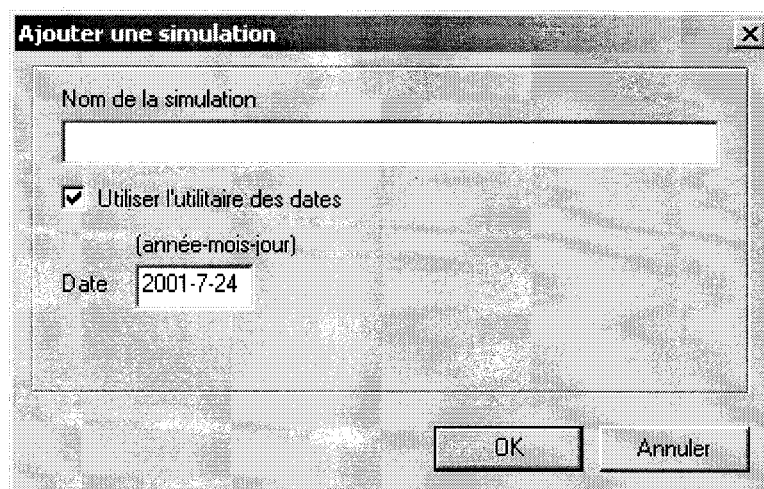 Ajouter une simulation
Nom de la simulation
Utiliser l'utilitaire des dates
(année-mois-jour)
Date 2001-7-24
OK Annuler